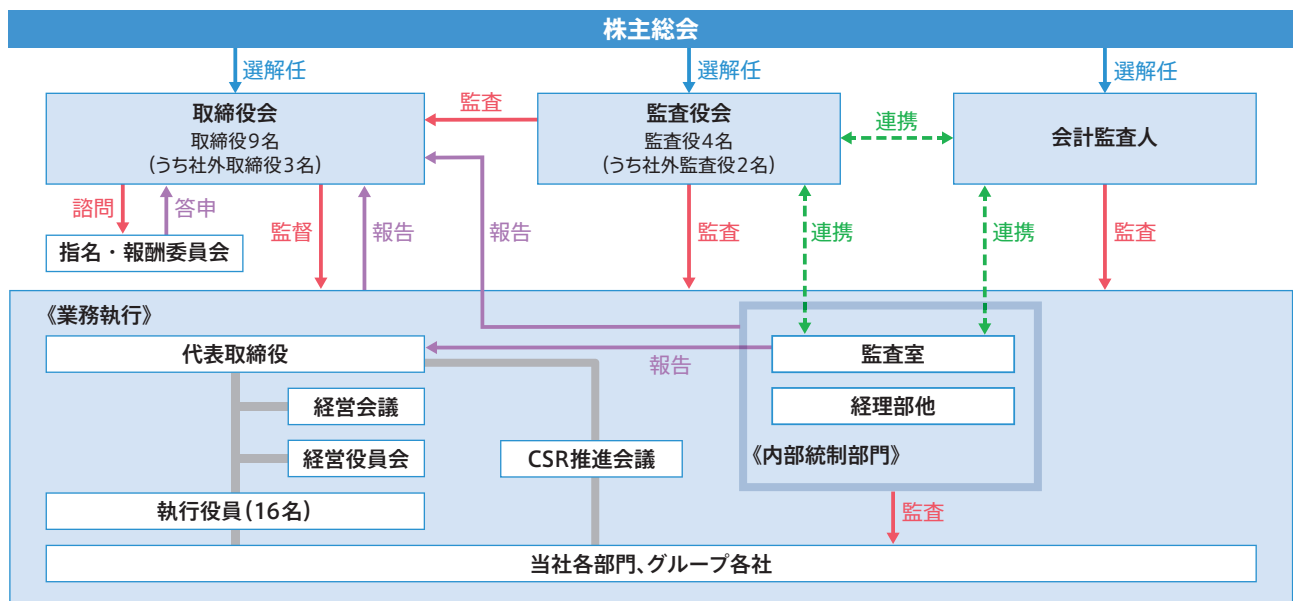 株主総会
選解任
選解任
選解任
取締役会
取締役9名
(うち社外取締役3名)
監査
監査役会
監査役4名
(うち社外監査役2名)
連携
会計監査人
諮問
答申
監督
報告
報告
監査
連携
連携
監査
指名・報酬委員会
《業務執行》
代表取締役
報告
監査室
経営会議
経理部他
経営役員会
CSR推進会議
《内部統制部門》
執行役員(16名)
監査
当社各部門、グループ各社